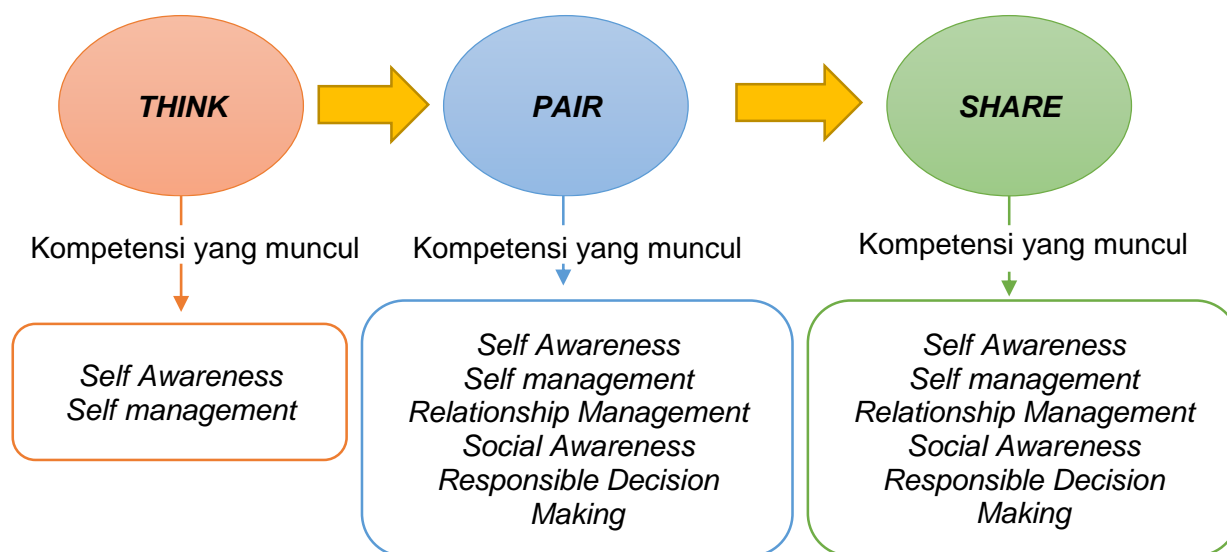 THINK
PAIR
SHARE
Kompetensi yang muncul
Kompetensi yang muncul
Kompetensi yang muncul
Self Awareness
Self management
Self Awareness
Self management
Relationship Management
Social Awareness
Responsible Decision
Making
Self Awareness
Self management
Relationship Management
Social Awareness
Responsible Decision
Making